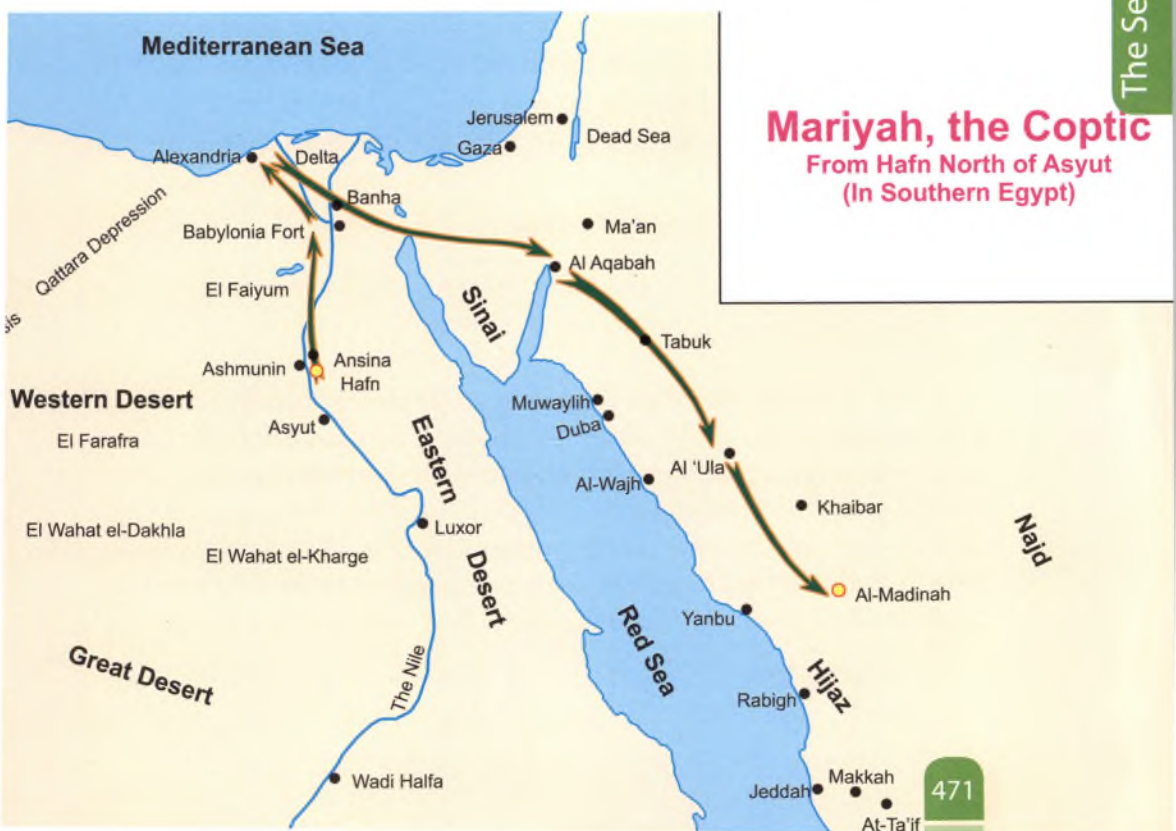 The Se
Mariyah, the Coptic
From Hafn North of Asyut
(In Southern Egypt)
Mediterranean Sea
Jerusalem
Dead Sea
Gaza
Alexandria
Delta
Banha
Babylonia Fort
Ma'an
Al Aqabah
Qattara Depression
El Faiyum
Sinai
sis
Tabuk
Ashmunin
Ansina
Hafn
Western Desert
El Farafra
Asyut
Muwaylih
Duba
Eastern
Desert
Al 'Ula
Al-Wajh
Khaibar
El Wahat el-Dakhla
El Wahat el-Kharge
Luxor
Najd
Al-Madinah
Yanbu
Red Sea
Great Desert
The Nile
Hijaz
Rabigh
Wadi Halfa
Jeddah
Makkah
At-Ta'if
471